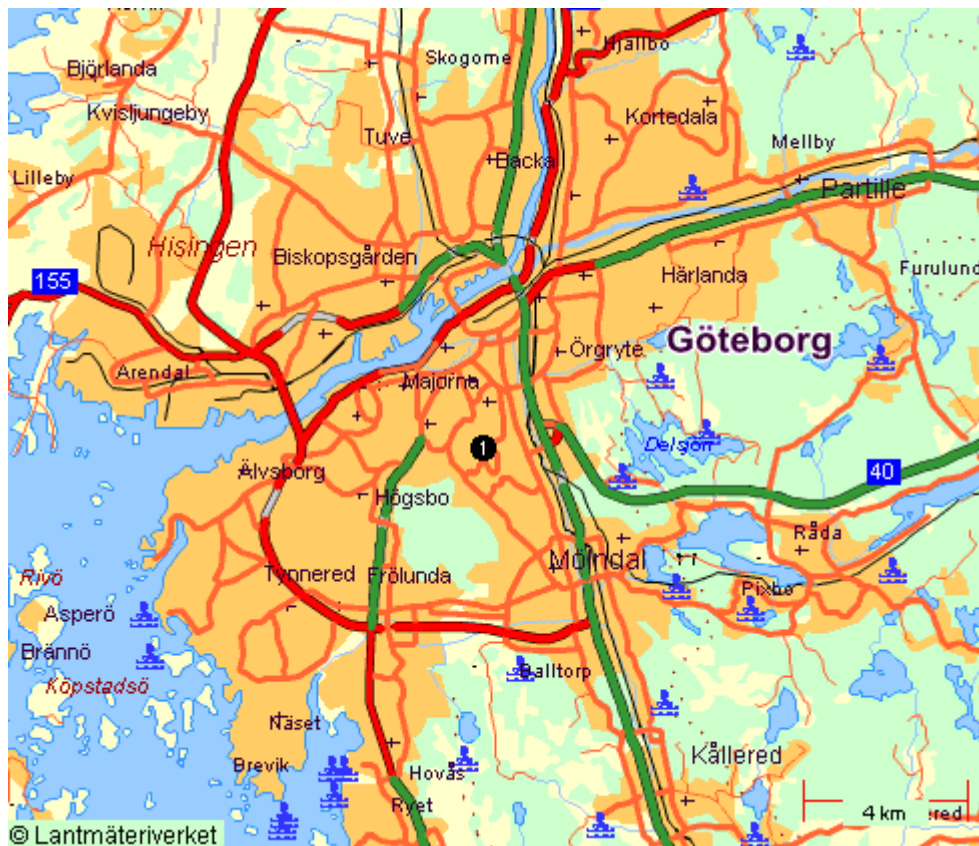 Hjällbo
Skogome
Björlanda
Kvisljungeby
Kortedala
Tuve
Mellby
Backa
Lilleby
Partille
Hisingen
Biskopsgården
Härlanda
Furulund
155
Göteborg
Örgryte
Arendal
Majorna
1
Delsjön
Älvsborg
40
Högsbo
Råda
Mölndal
Rivö
Tynnered
Frölunda
Pixbo
Asperö
Brännö
Balltorp
Köpstadsö
Näset
Kållered
Brevik
Hovås
Ryet
4 km
red
© Lantmäteriverket